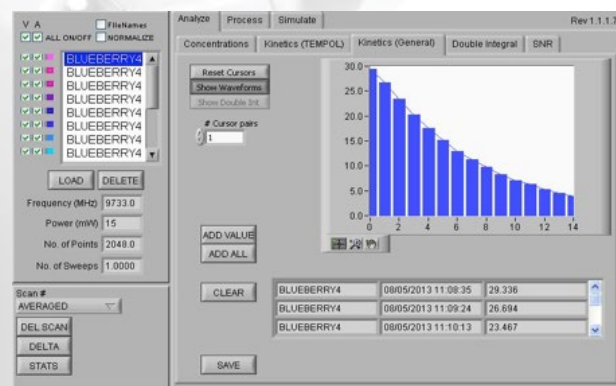 Analyze Process Simulate Rev 1.1.1.7
V A FileNames
ALL ON/OFF NORMALIZE
Concentrations Kinetics (TEMPOL) Kinetics (General) Double Integral SNR
BLUEBERRY4
BLUEBERRY4
BLUEBERRY4
BLUEBERRY4
BLUEBERRY4
BLUEBERRY4
BLUEBERRY4
BLUEBERRY4
LOAD DELETE
Frequency (MHz) 9733.0
Power (mW) 15
No. of Points 2048.0
No. of Sweeps 1.0000
Scan #
AVERAGED
DEL SCAN
DELTA
STATS
Reset Cursors
Show Waveforms
Show Double Int
# Cursor pairs
1
30.0
25.0
20.0
15.0
10.0
5.0
0.0
0 2 4 6 8 10 12 14
ADD VALUE
ADD ALL
CLEAR
BLUEBERRY4 08/05/2013 11:08:35 29.336
BLUEBERRY4 08/05/2013 11:09:24 26.694
BLUEBERRY4 08/05/2013 11:10:13 23.467
SAVE